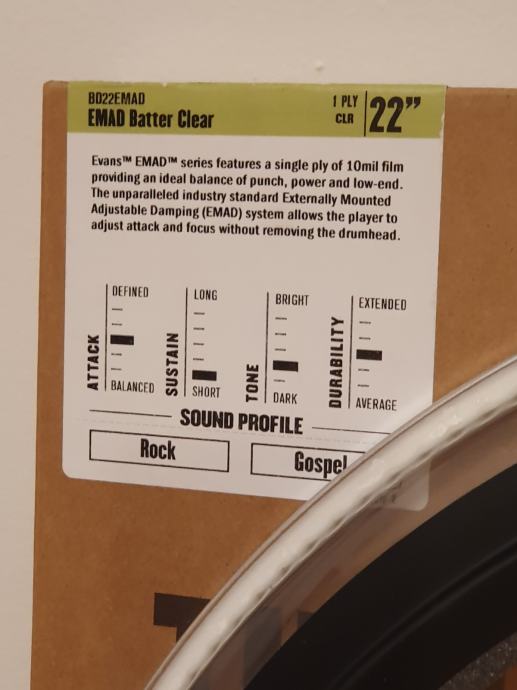 BD22EMAD
EMAD Batter Clear
1 PLY
CLR
22”
Evans™ EMAD™ series features a single ply of 10mil film
providing an ideal balance of punch, power and low-end.
The unparalleled industry standard Externally Mounted
Adjustable Damping (EMAD) system allows the player to
adjust attack and focus without removing the drumhead.
ATTACK
DEFINED
BALANCED
SUSTAIN
LONG
SHORT
TONE
BRIGHT
DARK
DURABILITY
EXTENDED
AVERAGE
SOUND PROFILE
Rock
Gospel